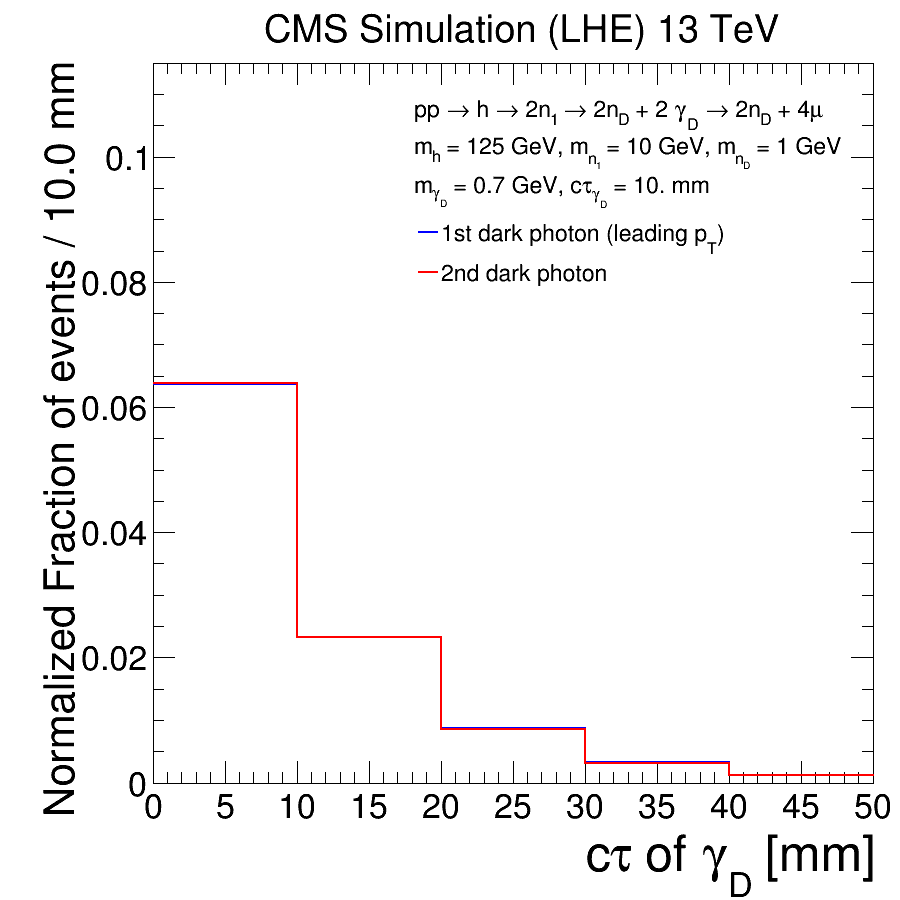 CMS Simulation (LHE) 13 TeV
Normalized Fraction of events / 10.0 mm
pp → h → 2n1 → 2nD + 2 γD → 2nD + 4μ
mh = 125 GeV, mn1 = 10 GeV, mnD = 1 GeV
mγD = 0.7 GeV, cτγD = 10. mm
1st dark photon (leading pT)
2nd dark photon
0.1
0.08
0.06
0.04
0.02
0
0 5 10 15 20 25 30 35 40 45 50
cτ of γD [mm]